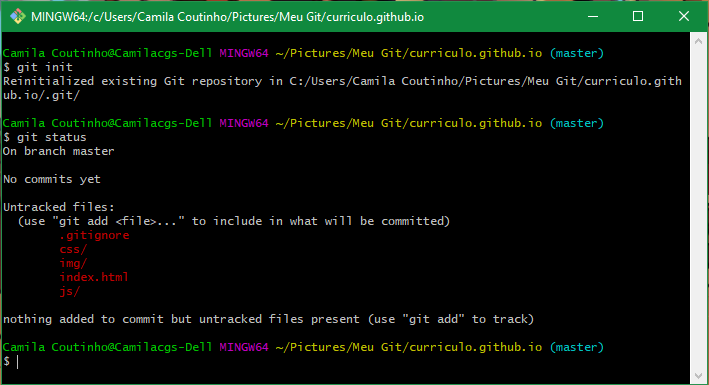 MINGW64:/c/Users/Camila Coutinho/Pictures/Meu Git/curriculo.github.io
Camila Coutinho@Camilacgs-Dell MINGW64 ~/Pictures/Meu Git/curriculo.github.io (master)
$ git init
Reinitialized existing Git repository in C:/Users/Camila Coutinho/Pictures/Meu Git/curriculo.gith
ub.io/.git/
Camila Coutinho@Camilacgs-Dell MINGW64 ~/Pictures/Meu Git/curriculo.github.io (master)
$ git status
On branch master
No commits yet
Untracked files:
  (use "git add <file>..." to include in what will be committed)
        .gitignore
        css/
        img/
        index.html
        js/
nothing added to commit but untracked files present (use "git add" to track)
Camila Coutinho@Camilacgs-Dell MINGW64 ~/Pictures/Meu Git/curriculo.github.io (master)
$